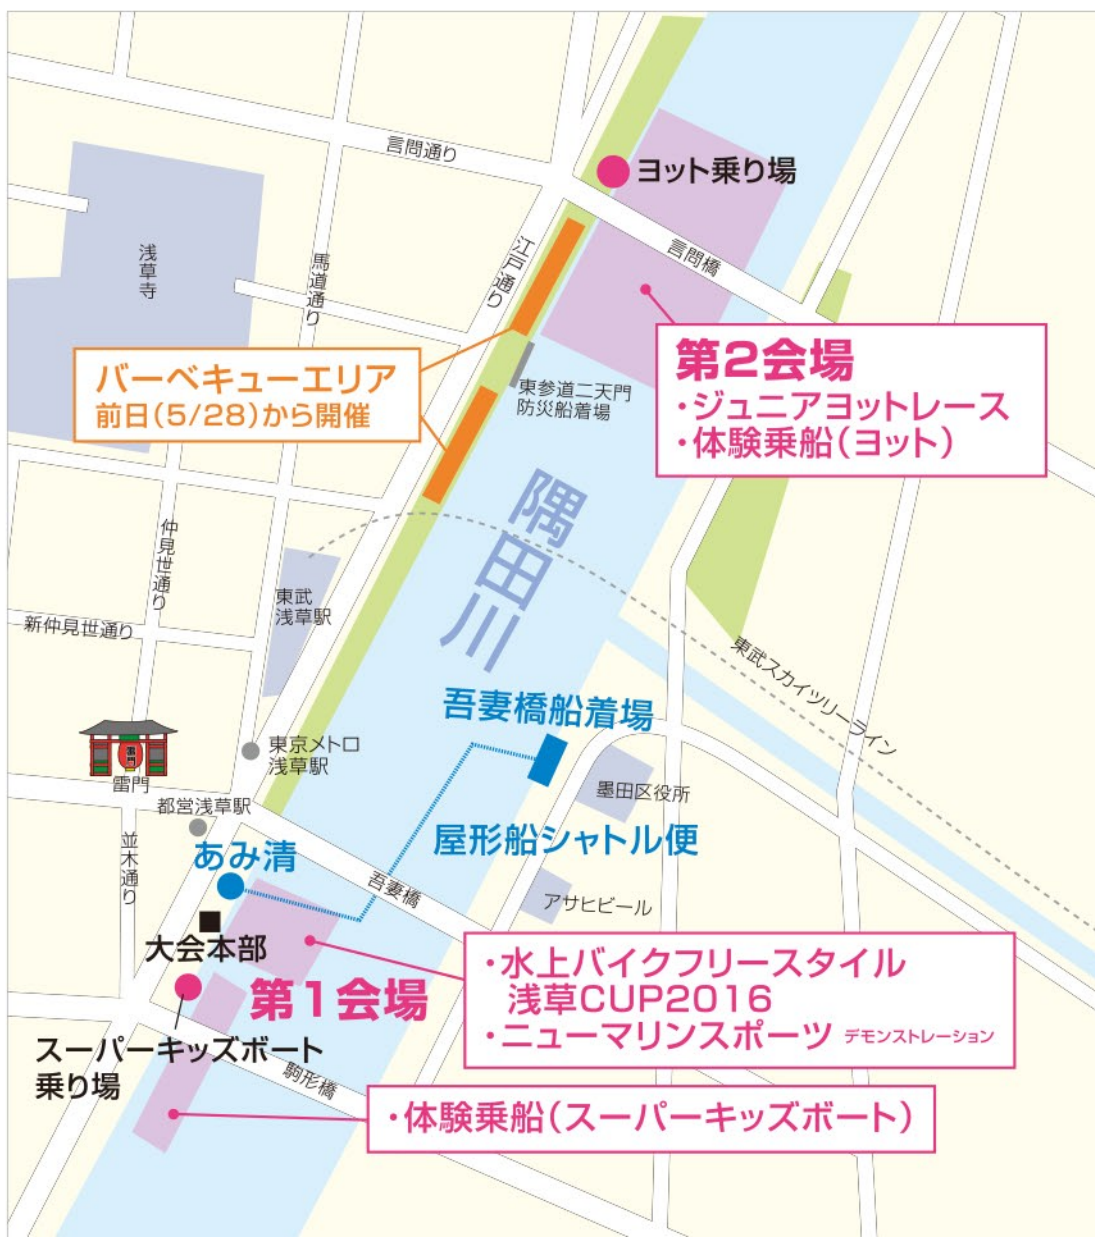 言問通り
ヨット乗り場
浅草寺
馬道通り
江戸通り
言問橋
バーベキューエリア
前日(5/28)から開催
第2会場
・ジュニアヨットレース
・体験乗船(ヨット)
東参道二天門
防災船着場
隅田川
仲見世通り
東武
浅草駅
新仲見世通り
東武スカイツリーライン
吾妻橋船着場
東京メトロ
浅草駅
雷門
雷門
墨田区役所
都営浅草駅
屋形船シャトル便
並木通り
あみ清
吾妻橋
アサヒビール
大会本部
第1会場
・水上バイクフリースタイル
浅草CUP2016
・ニューマリンスポーツ デモンストレーション
スーパーキッズボート
乗り場
駒形橋
・体験乗船(スーパーキッズボート)